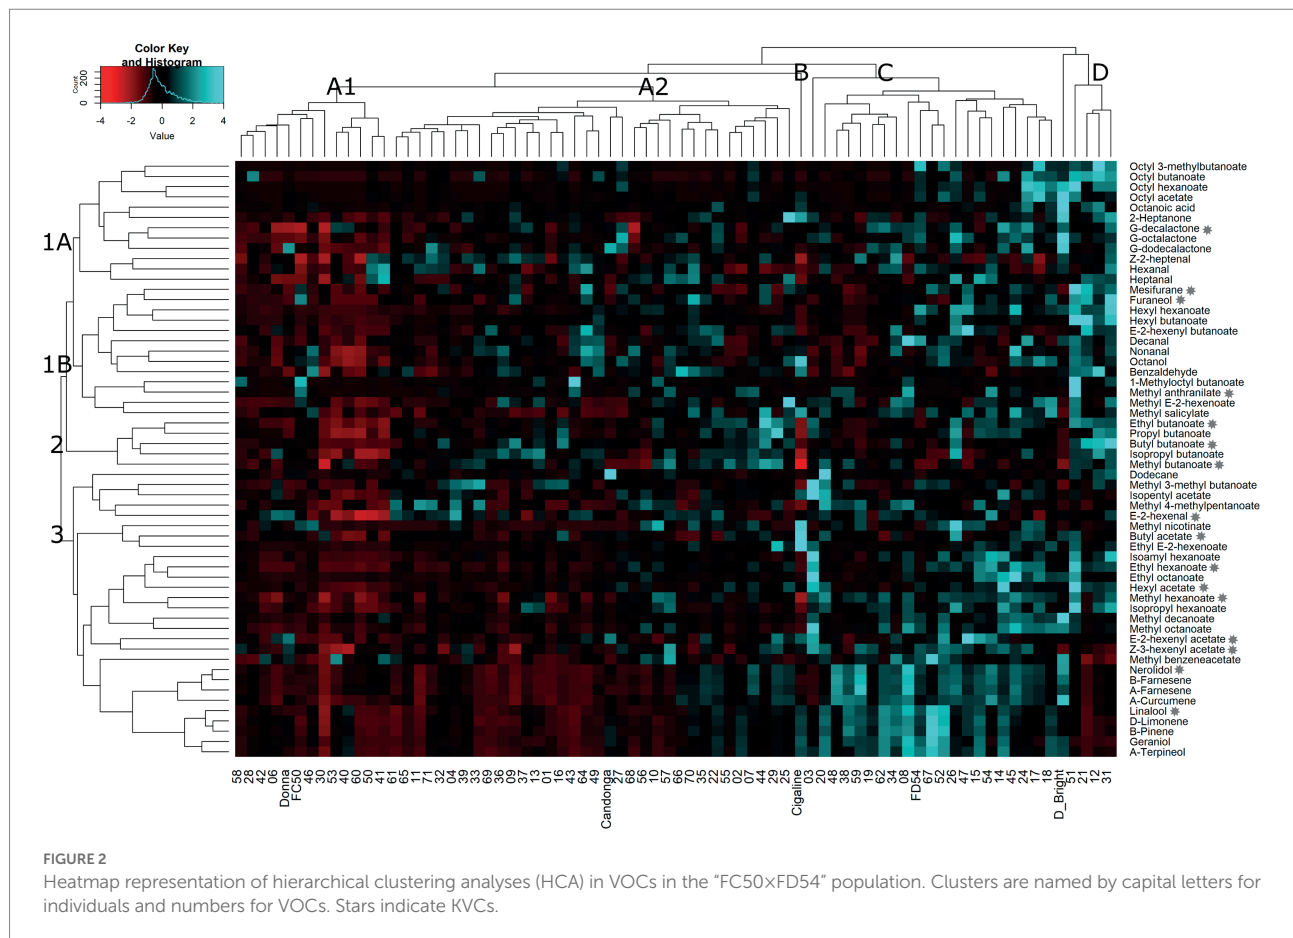 Color Key
and Histogram
Count
0 200
-4 -2 0 2 4
Value
A1
A2
B
C
D
1A
1B
2
3
Octyl 3-methylbutanoate
Octyl butanoate
Octyl hexanoate
Octyl acetate
Octanoic acid
2-Heptanone
G-decalactone
G-octalactone
G-dodecalactone
Z-2-heptenal
Hexanal
Heptanal
Mesifurane
Furaneol
Hexyl hexanoate
Hexyl butanoate
E-2-hexenyl butanoate
Decanal
Nonanal
Octanol
Benzaldehyde
1-Methyloctyl butanoate
Methyl anthranilate
Methyl E-2-hexenoate
Methyl salicylate
Ethyl butanoate
Propyl butanoate
Butyl butanoate
Isopropyl butanoate
Methyl butanoate
Dodecane
Methyl 3-methyl butanoate
Isopentyl acetate
Methyl 4-methylpentanoate
E-2-hexenal
Methyl nicotinate
Butyl acetate
Ethyl E-2-hexenoate
Isoamyl hexanoate
Ethyl hexanoate
Ethyl octanoate
Hexyl acetate
Methyl hexanoate
Isopropyl hexanoate
Methyl decanoate
Methyl octanoate
E-2-hexenyl acetate
Z-3-hexenyl acetate
Methyl benzeneacetate
Nerolidol
B-Farnesene
A-Farnesene
A-Curcumene
Linalool
D-Limonene
B-Pinene
Geraniol
A-Terpineol
58 28 42 06 Donna FC50 46 30 53 40 60 50 41 61 65 11 71 32 04 39 33 69 36 09 37 13 01 16 43 64 49 Candonga 27 68 56 10 57 66 70 35 22 55 02 07 44 29 25 Cigaline 03 20 48 38 59 19 62 34 08 FD54 67 52 26 47 15 54 14 45 24 17 18 D_Bright 51 21 12 31
FIGURE 2
Heatmap representation of hierarchical clustering analyses (HCA) in VOCs in the “FC50×FD54” population. Clusters are named by capital letters for
individuals and numbers for VOCs. Stars indicate KVCs.